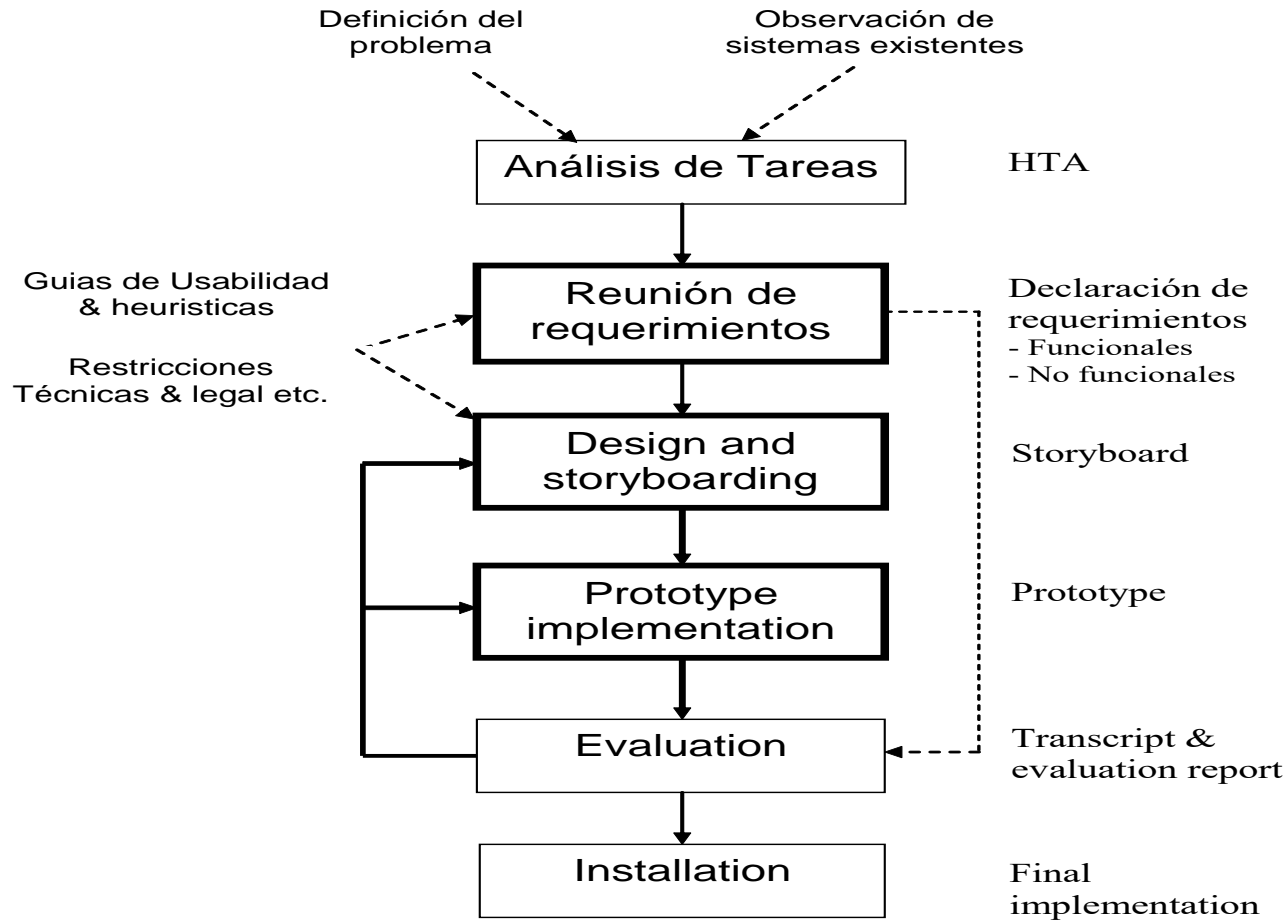 Definición del
problema
Observación de
sistemas existentes
Análisis de Tareas
HTA
Guias de Usabilidad
& heuristicas
Restricciones
Técnicas & legal etc.
Reunión de
requerimientos
Declaración de
requerimientos
- Funcionales
- No funcionales
Design and
storyboarding
Storyboard
Prototype
implementation
Prototype
Evaluation
Transcript &
evaluation report
Installation
Final
implementation